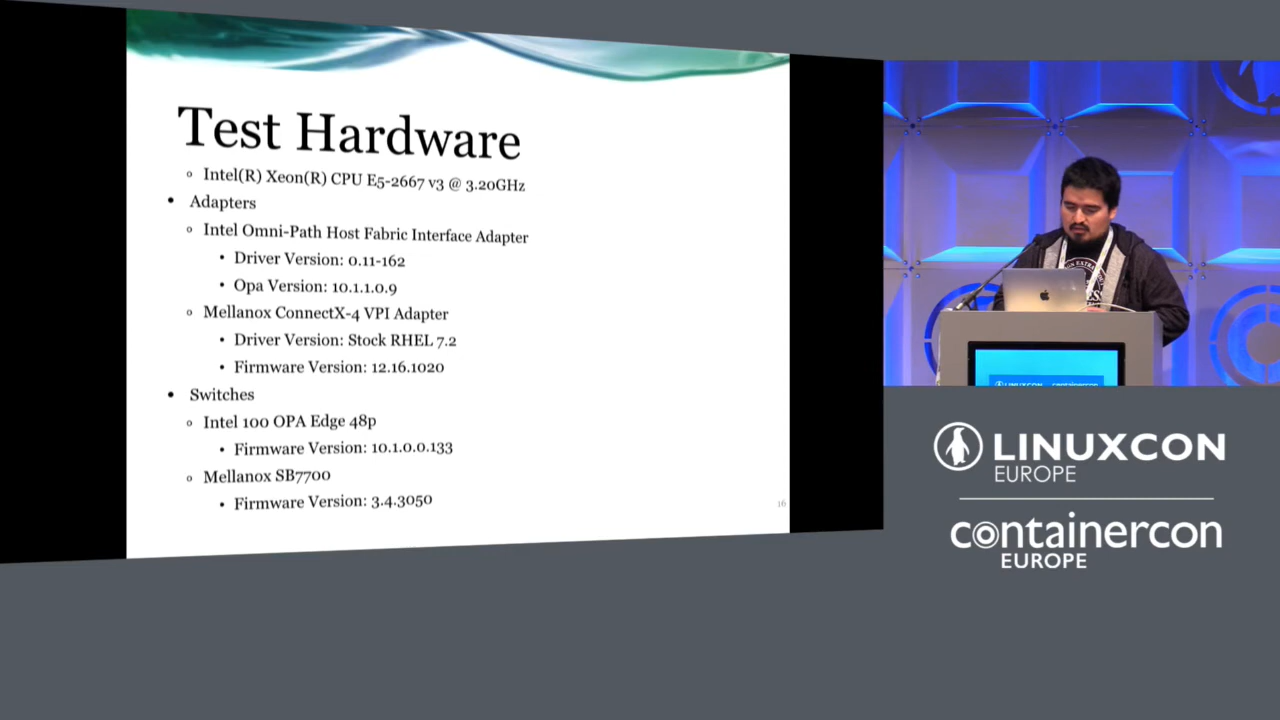 Test Hardware
Intel(R) Xeon(R) CPU E5-2667 v3 @ 3.20GHz
Adapters
Intel Omni-Path Host Fabric Interface Adapter
Driver Version: 0.11-162
Opa Version: 10.1.1.0.9
Mellanox ConnectX-4 VPI Adapter
Driver Version: Stock RHEL 7.2
Firmware Version: 12.16.1020
Switches
Intel 100 OPA Edge 48p
Firmware Version: 10.1.0.0.133
Mellanox SB7700
Firmware Version: 3.4.3050
16
LINUXCON
EUROPE
containercon
EUROPE
LINUXCON containercon